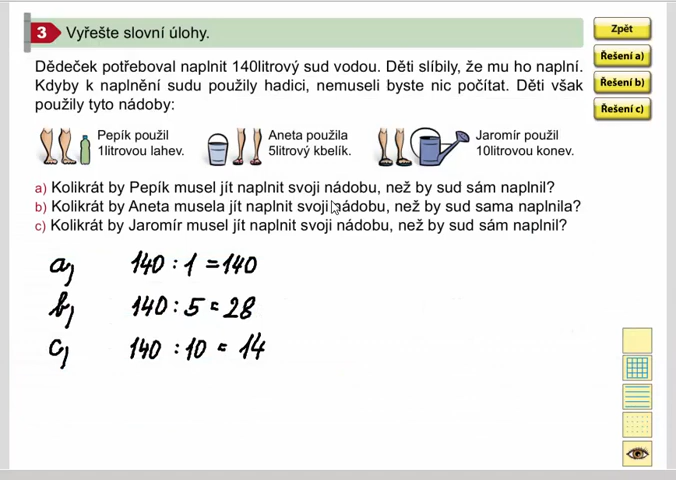 3 Vyřešte slovní úlohy.
Zpět
Řešení a)
Řešení b)
Řešení c)
Dědeček potřeboval naplnit 140litrový sud vodou. Děti slíbily, že mu ho naplní.
Kdyby k naplnění sudu použily hadici, nemuseli byste nic počítat. Děti však
použily tyto nádoby:
Pepík použil
1litrovou lahev.
Aneta použila
5litrový kbelík.
Jaromír použil
10litrovou konev.
a) Kolikrát by Pepík musel jít naplnit svoji nádobu, než by sud sám naplnil?
b) Kolikrát by Aneta musela jít naplnit svoji nádobu, než by sud sama naplnila?
c) Kolikrát by Jaromír musel jít naplnit svoji nádobu, než by sud sám naplnil?
a) 140 : 1 = 140
b) 140 : 5 = 28
c) 140 : 10 = 14